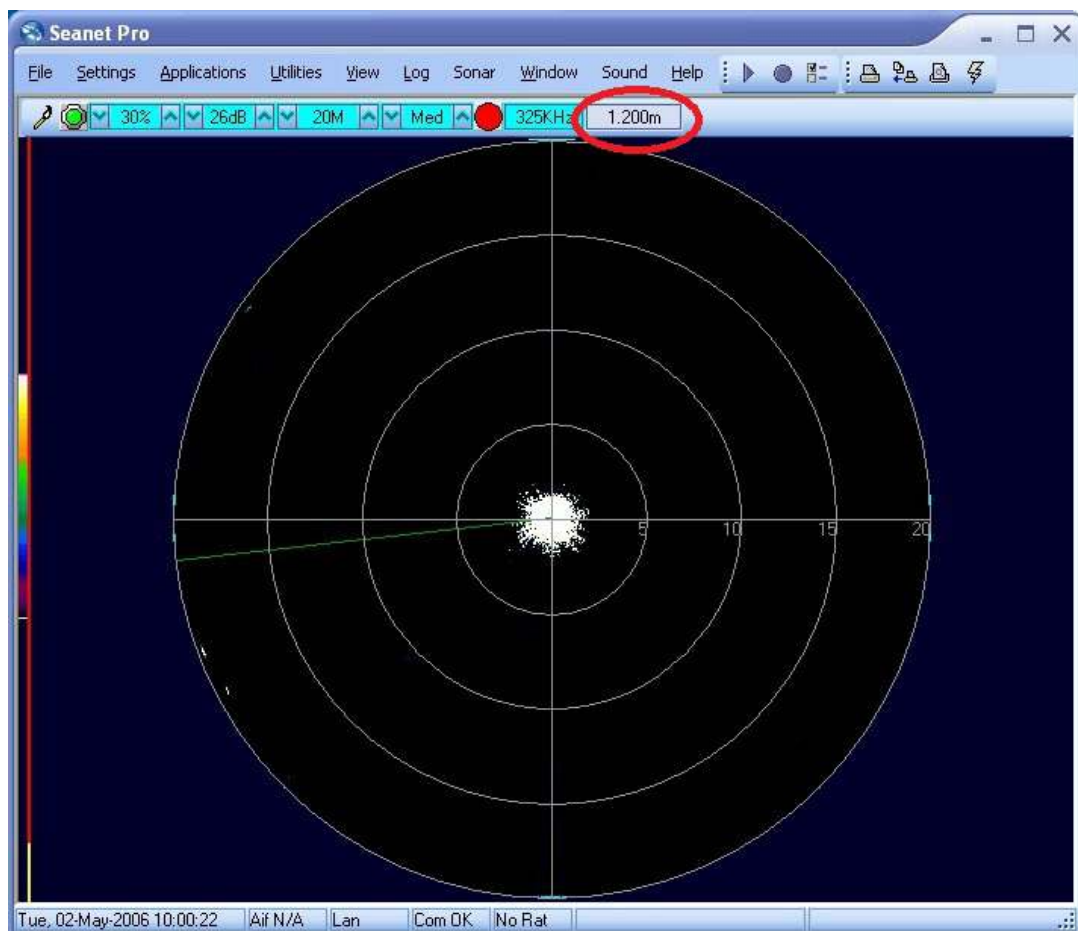 Seanet Pro
File Settings Applications Utilities View Log Sonar Window Sound Help
30% 26dB 20M Med 325KHz 1.200m
5 10 15 20
Tue, 02-May-2006 10:00:22 Aif N/A Lan Com OK No Rat